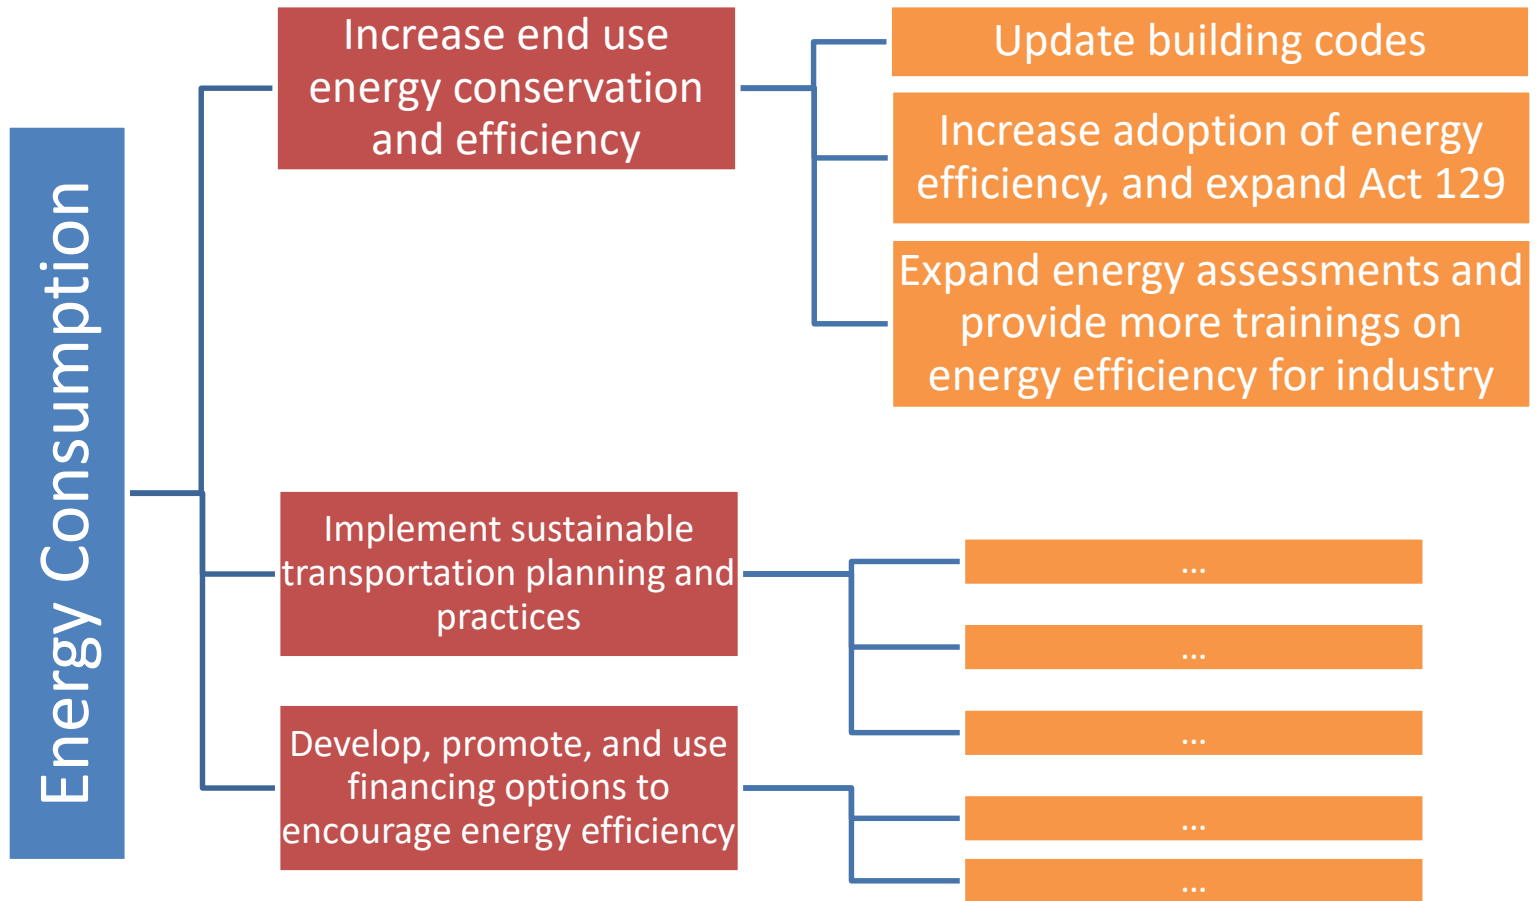 Energy Consumption
Increase end use
energy conservation
and efficiency
Update building codes
Increase adoption of energy
efficiency, and expand Act 129
Expand energy assessments and
provide more trainings on
energy efficiency for industry
Implement sustainable
transportation planning and
practices
...
...
...
Develop, promote, and use
financing options to
encourage energy efficiency
...
...